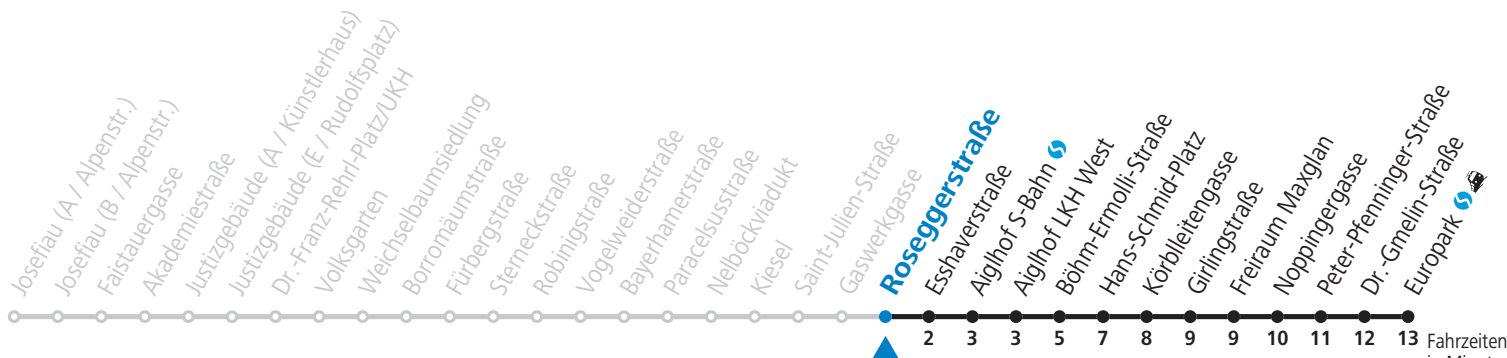 Josefiau (A / Alpenstr.)
Josefiau (B / Alpenstr.)
Faistauergasse
Akademiestraße
Justizgebäude (A / Künstlerhaus)
Justizgebäude (E / Rudolfsplatz)
Dr.-Franz-Rehrl-Platz/UKH
Volksgarten
Weichselbaumsiedlung
Borromäumstraße
Fürbergstraße
Sterneckstraße
Robinigstraße
Vogelweiderstraße
Bayerhamerstraße
Paracelsusstraße
Nelböckviadukt
Kiesel
Saint-Julien-Straße
Gaswerkgasse
Roseggerstraße
Esshaverstraße
Aiglhof S-Bahn
Aiglhof LKH West
Böhm-Ermolli-Straße
Hans-Schmid-Platz
Körbleitengasse
Girlingstraße
Freiraum Maxglan
Noppingergasse
Peter-Pfenninger-Straße
Dr.-Gmelin-Straße
Europark
2 3 3 5 7 8 9 9 10 11 12 13 Fahrzeiten